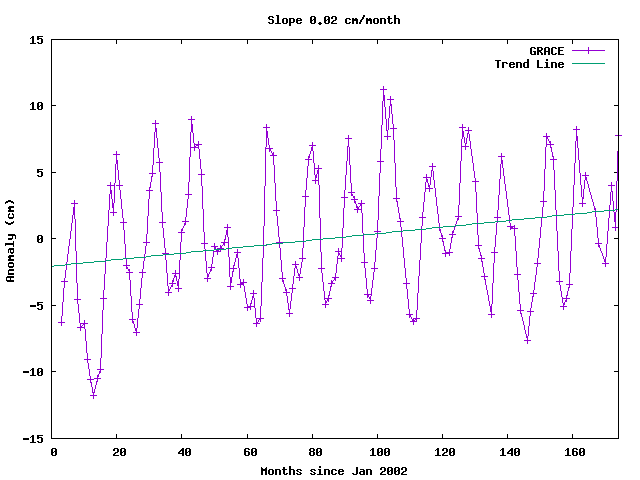 Slope 0.02 cm/month
15
10
5
0
-5
-10
-15
Anomaly (cm)
GRACE
Trend Line
0 20 40 60 80 100 120 140 160
Months since Jan 2002